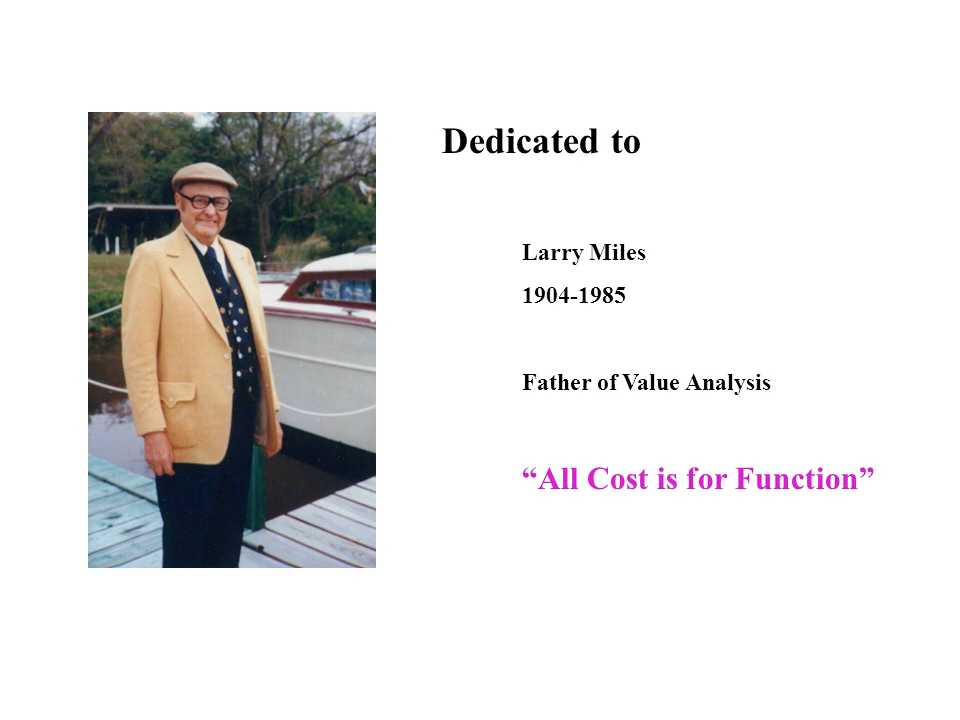 Dedicated to
Larry Miles
1904-1985
Father of Value Analysis
“All Cost is for Function”